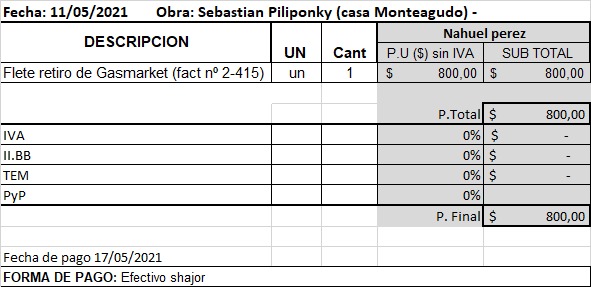 Fecha: 11/05/2021 Obra: Sebastian Piliponky (casa Monteagudo) -
Nahuel perez
DESCRIPCION UN Cant P.U ($) sin IVA SUB TOTAL
Flete retiro de Gasmarket (fact nº 2-415) un 1 $ 800,00 $ 800,00
P.Total $ 800,00
IVA 0% $ -
II.BB 0% $ -
TEM 0% $ -
PyP 0%
P. Final $ 800,00
Fecha de pago 17/05/2021
FORMA DE PAGO: Efectivo shajor